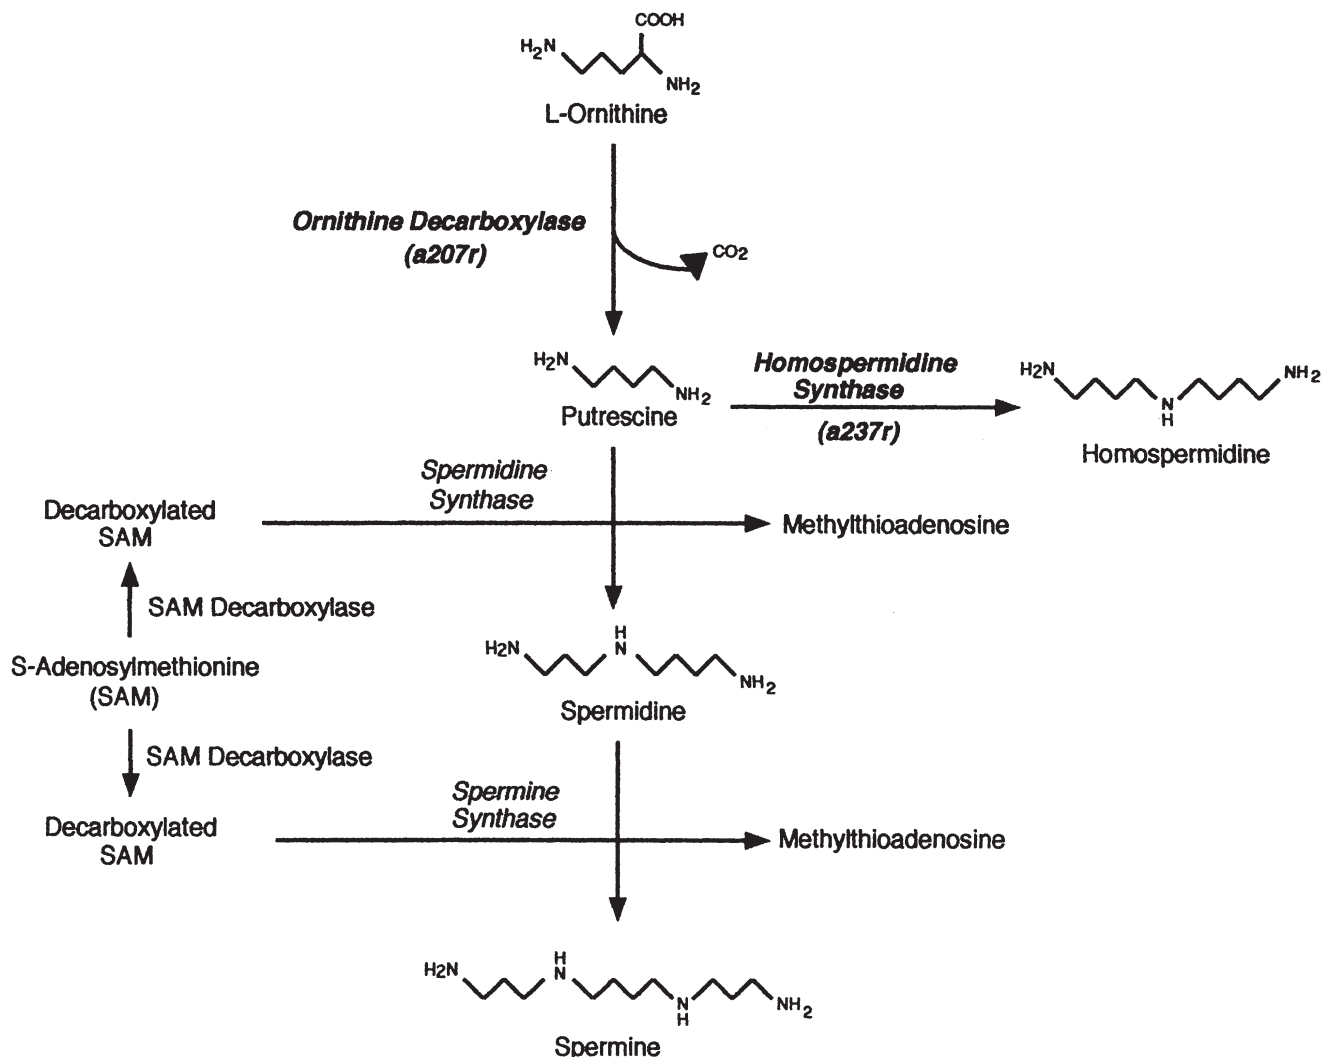 COOH
H2N
NH2
L-Ornithine
Ornithine Decarboxylase
(a207r)
CO2
H2N
NH2
Putrescine
Homospermidine
Synthase
(a237r)
H2N
N
H
NH2
Homospermidine
Spermidine
Synthase
Decarboxylated
SAM
Methylthioadenosine
SAM Decarboxylase
S-Adenosylmethionine
(SAM)
H2N
H
N
NH2
Spermidine
SAM Decarboxylase
Spermine
Synthase
Decarboxylated
SAM
Methylthioadenosine
H2N
H
N
N
H
NH2
Spermine